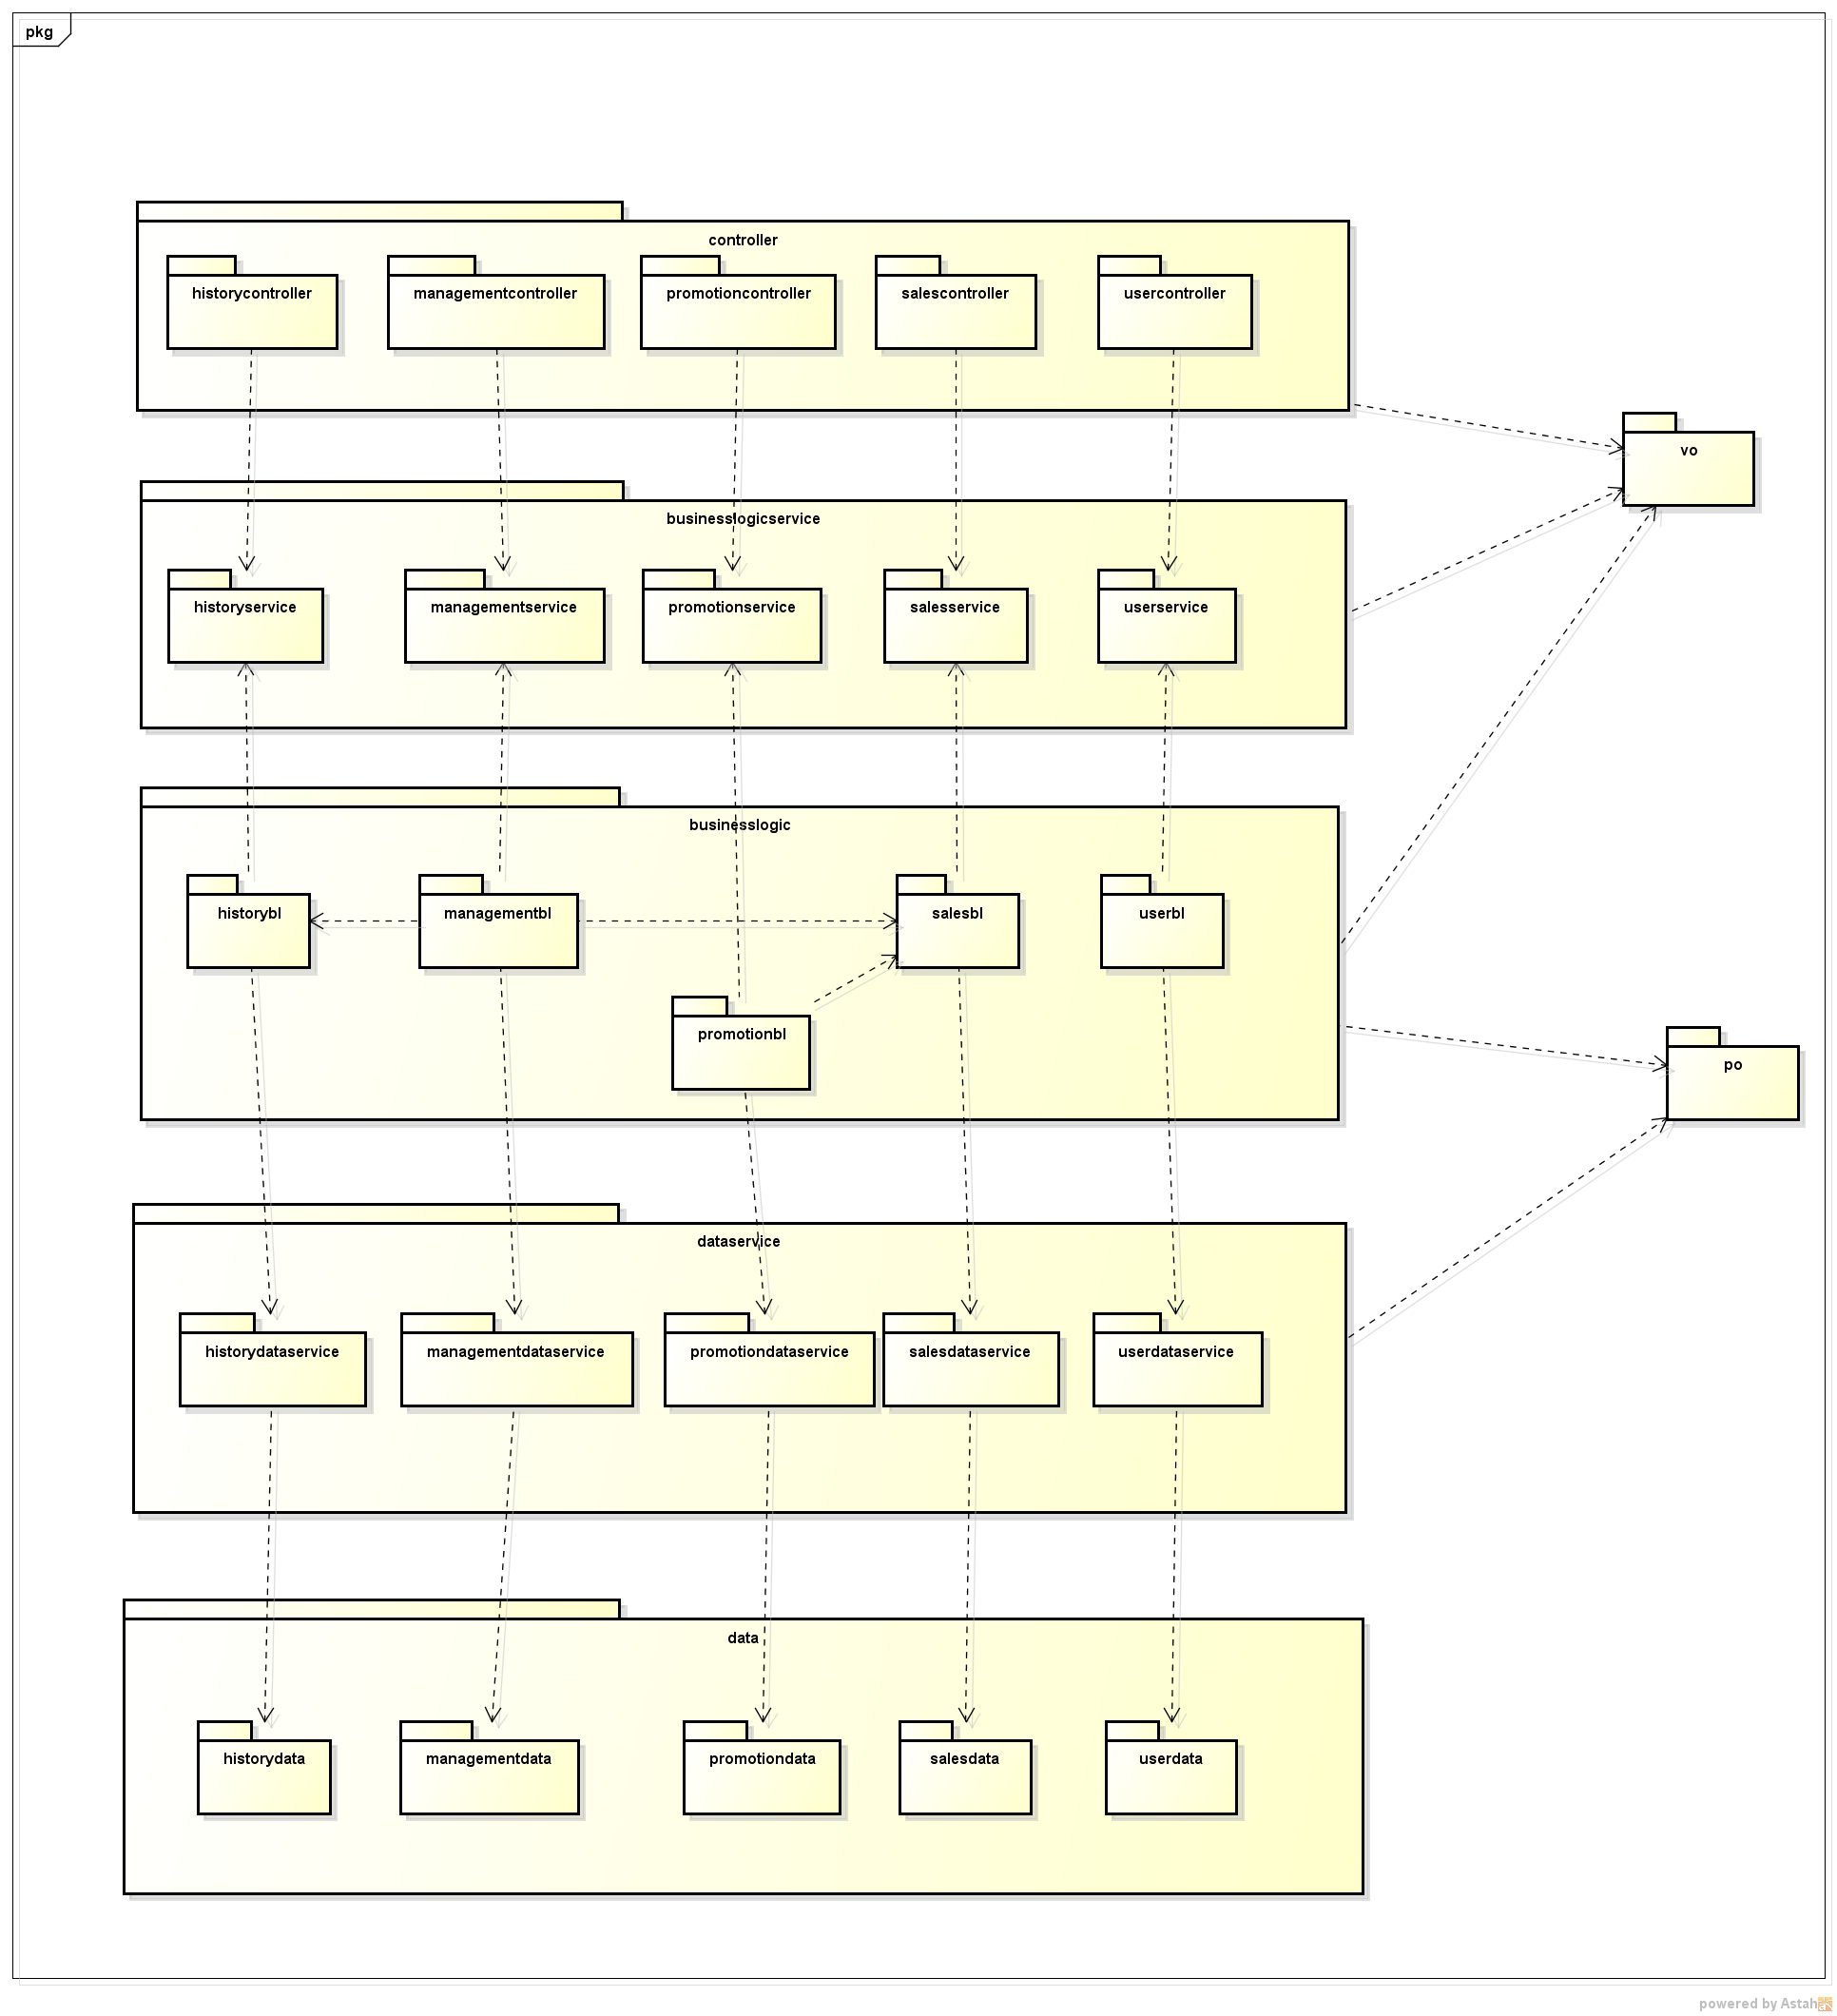 pkg
controller
historycontroller
managementcontroller
promotioncontroller
salescontroller
usercontroller
vo
businesslogicservice
historyservice
managementservice
promotionservice
salesservice
userservice
businesslogic
historybl
managementbl
salesbl
userbl
promotionbl
po
dataservice
historydataservice
managementdataservice
promotiondataservice
salesdataservice
userdataservice
data
historydata
managementdata
promotiondata
salesdata
userdata
powered by Astah